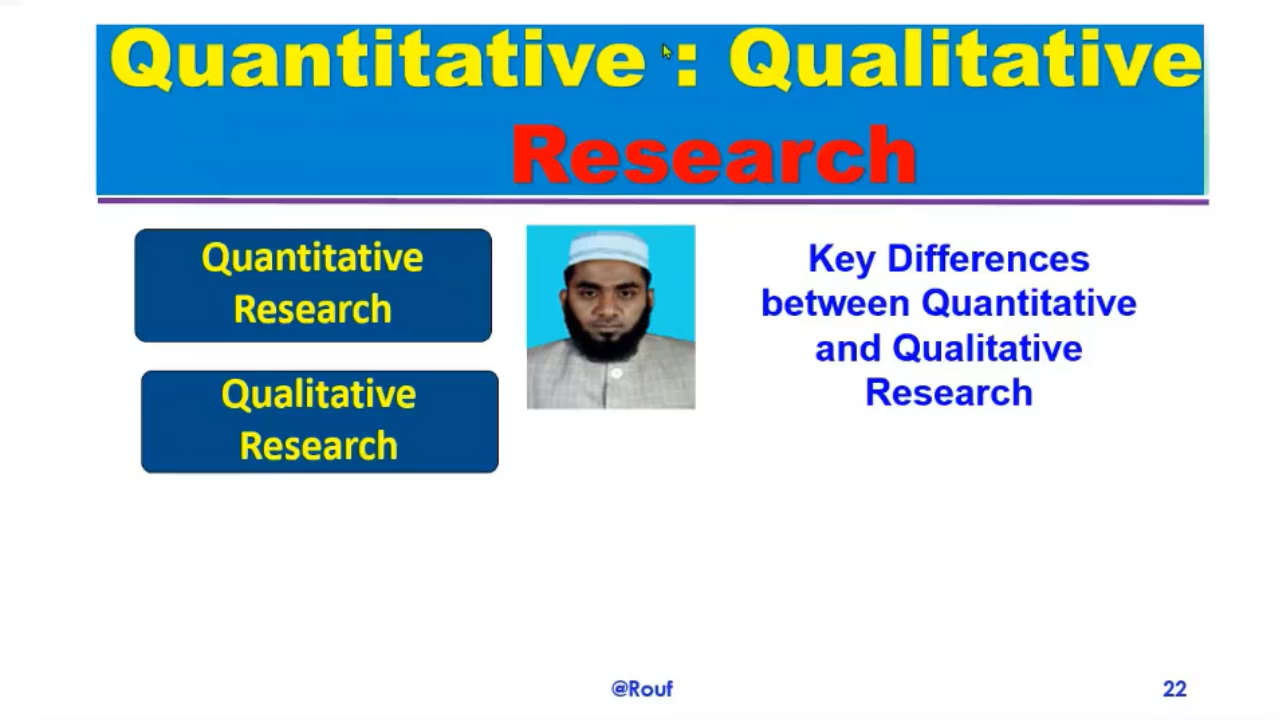 Quantitative : Qualitative
Research
Quantitative
Research
Qualitative
Research
Key Differences
between Quantitative
and Qualitative
Research
@Rouf
22